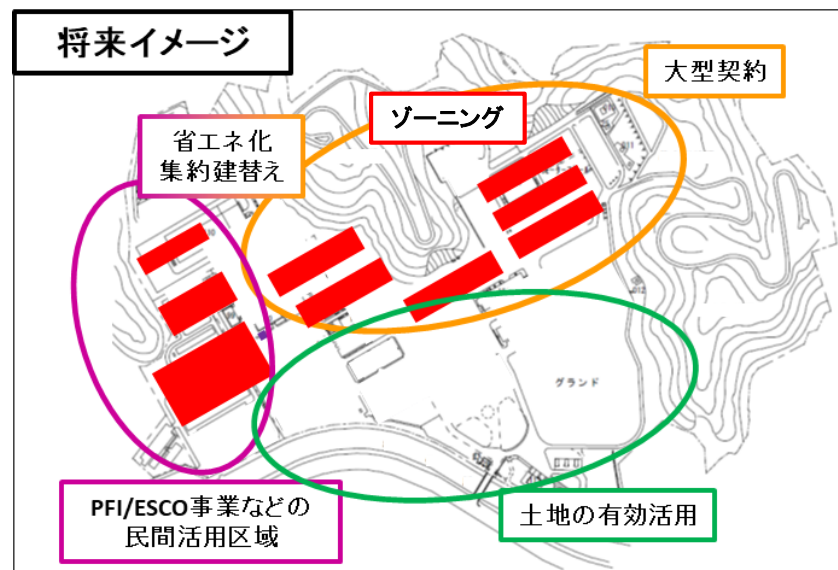 将来イメージ
大型契約
ゾーニング
省エネ化
集約建替え
グランド
PFI/ESCO事業などの
民間活用区域
土地の有効活用